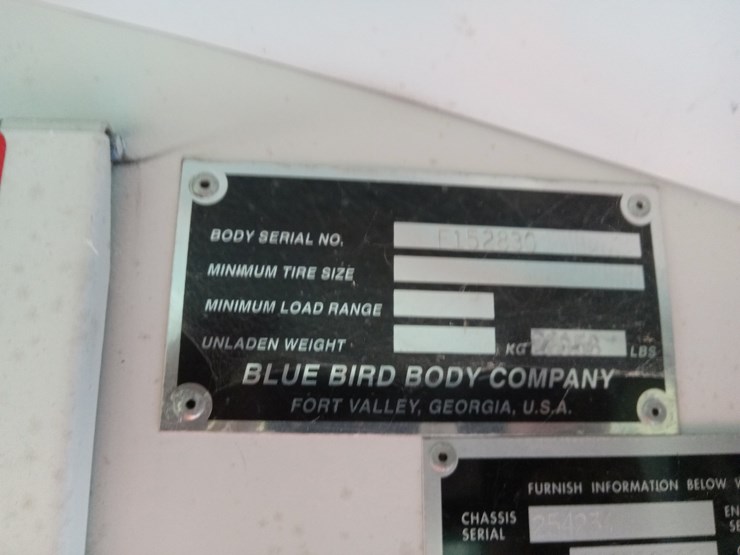 BODY SERIAL NO. F152830
MINIMUM TIRE SIZE
MINIMUM LOAD RANGE
UNLADEN WEIGHT KG LBS
BLUE BIRD BODY COMPANY
FORT VALLEY, GEORGIA, U.S.A.
FURNISH INFORMATION BELOW
CHASSIS
SERIAL